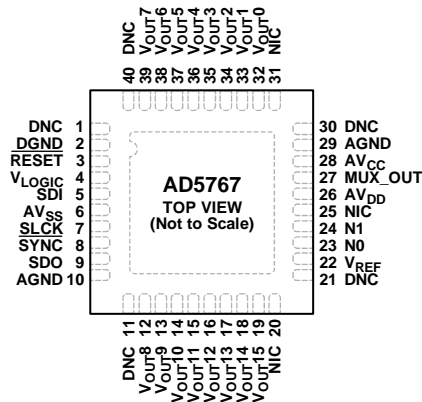 40 DNC
39 VOUT7
38 VOUT6
37 VOUT5
36 VOUT4
35 VOUT3
34 VOUT2
33 VOUT1
32 VOUT0
31 NIC
DNC 1
DGND 2
RESET 3
VLOGIC 4
SDI 5
AVSS 6
SLCK 7
SYNC 8
SDO 9
AGND 10
AD5767
TOP VIEW
(Not to Scale)
30 DNC
29 AGND
28 AVCC
27 MUX_OUT
26 AVDD
25 NIC
24 N1
23 N0
22 VREF
21 DNC
DNC 11
VOUT8 12
VOUT9 13
VOUT10 14
VOUT11 15
VOUT12 16
VOUT13 17
VOUT14 18
VOUT15 19
NIC 20